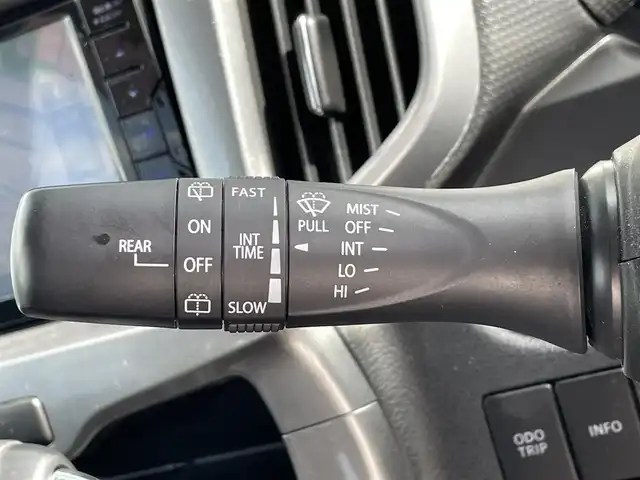 REAR
ON
OFF
FAST
INT
TIME
SLOW
PULL
MIST
OFF
INT
LO
HI
ODO
TRIP
INFO